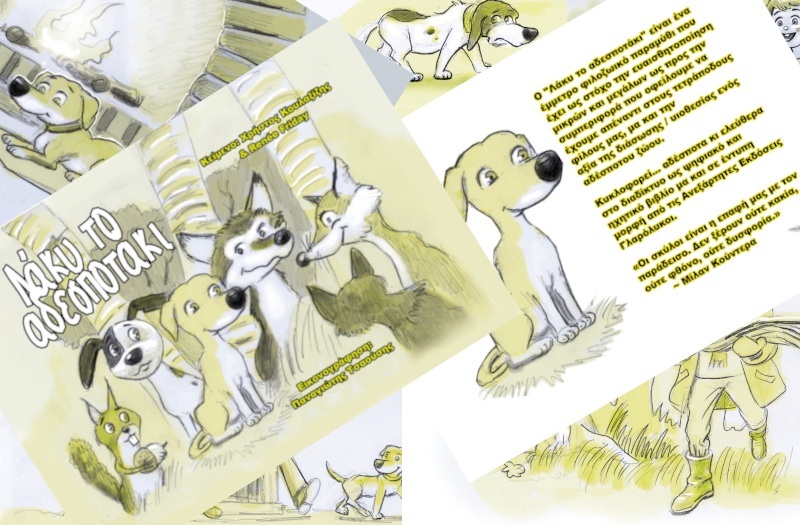 Κείμενο: Χρήστος Κουλαξίζης
& Renée Friday
Λάκυ το
αδεσποτάκι
Εικονογράφηση:
Παναγιώτης Τσαούσης
Ο "Λάκυ το αδεσποτάκι" είναι ένα
έμμετρο φιλοζωικό παραμύθι που
έχει ως στόχο την ευαισθητοποίηση
μικρών και μεγάλων ως προς την
συμπεριφορά που οφείλουμε να
έχουμε απέναντι στους τετράποδους
φίλους μας, μα και την
αξία της διάσωσης / υιοθεσίας ενός
αδέσποτου ζώου.
Κυκλοφορεί... αδέσποτα κι ελεύθερα
στο διαδίκτυο ως ψηφιακό και
ηχητικό βιβλίο μα και σε έντυπη
μορφή από τις Ανεξάρτητες Εκδόσεις
Γλαρόλυκοι.
«Οι σκύλοι είναι η επαφή μας με τον
παράδεισο. Δεν ξέρουν ούτε κακία,
ούτε φθόνο, ούτε δυσφορία.»
~ Μίλαν Κούντερα